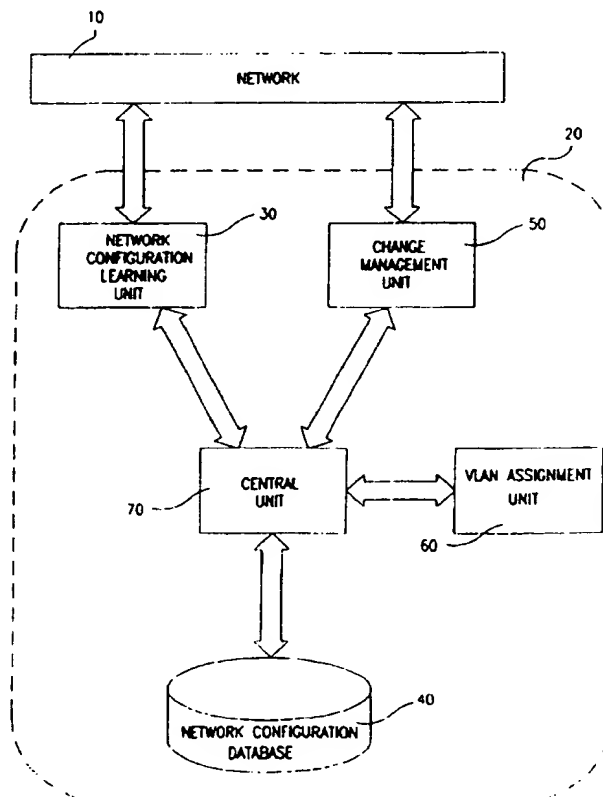 10
NETWORK
20
30
NETWORK
CONFIGURATION
LEARNING
UNIT
50
CHANGE
MANAGEMENT
UNIT
CENTRAL
UNIT
70
VLAN ASSIGNMENT
UNIT
60
NETWORK CONFIGURATION
DATABASE
40